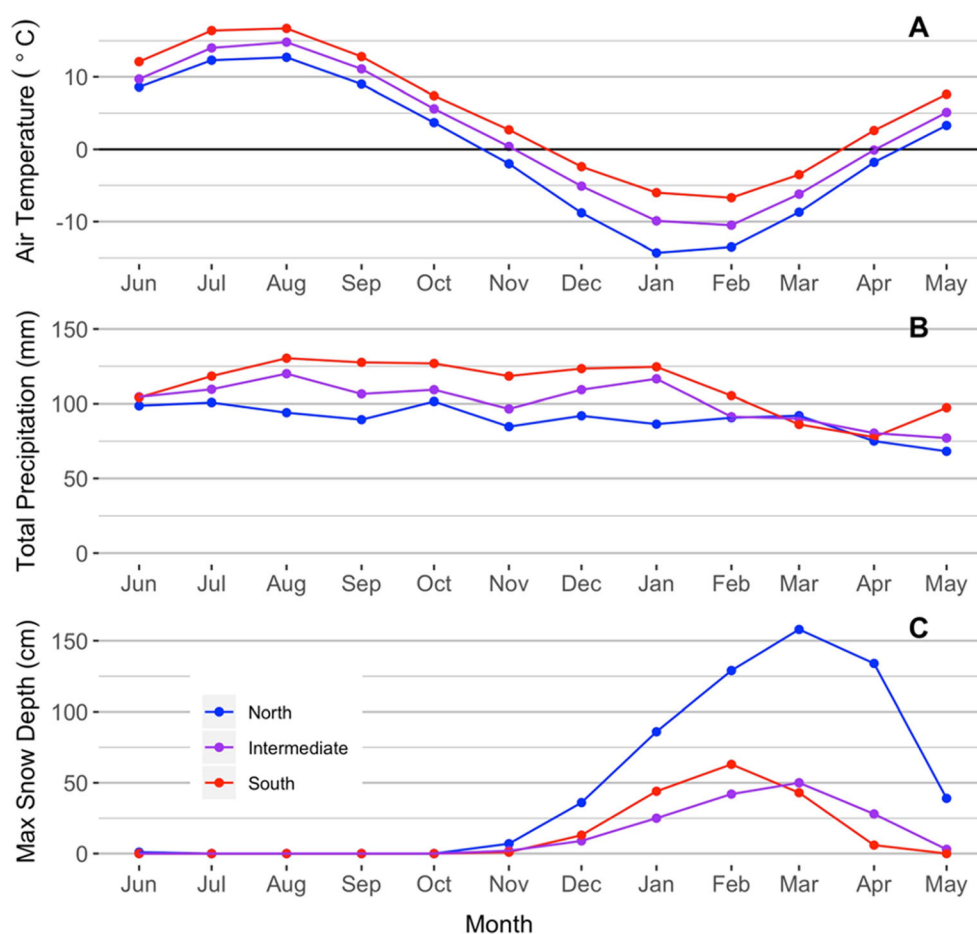 A
Air Temperature ( ° C)
10
0
-10
Jun Jul Aug Sep Oct Nov Dec Jan Feb Mar Apr May
B
Total Precipitation (mm)
150
100
50
0
Jun Jul Aug Sep Oct Nov Dec Jan Feb Mar Apr May
C
Max Snow Depth (cm)
150
100
50
0
North
Intermediate
South
Jun Jul Aug Sep Oct Nov Dec Jan Feb Mar Apr May
Month